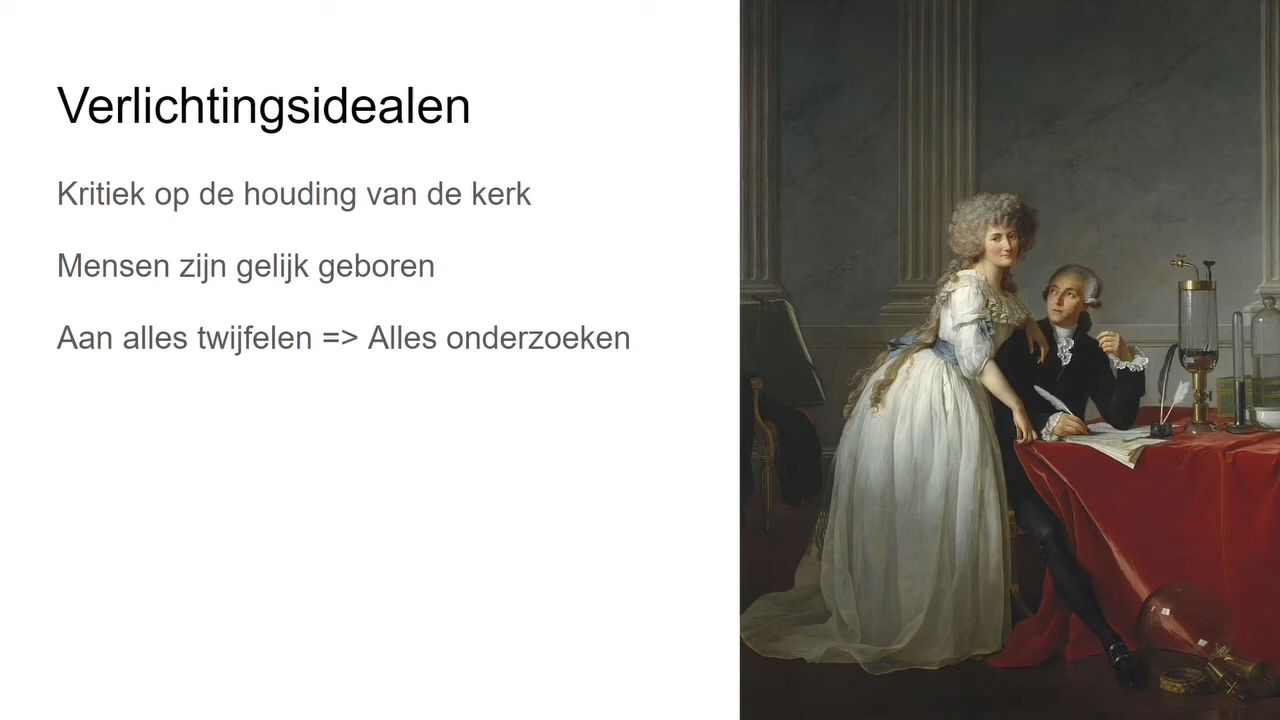 Verlichtingsidealen
Kritiek op de houding van de kerk
Mensen zijn gelijk geboren
Aan alles twijfelen => Alles onderzoeken